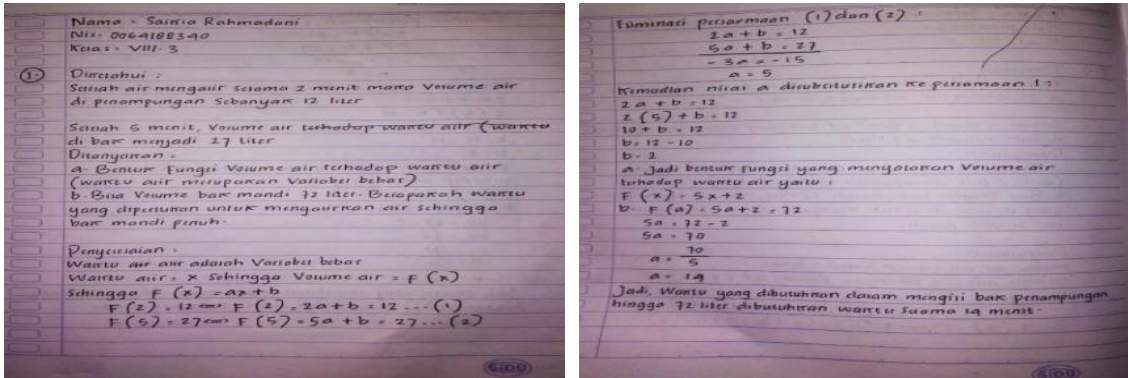 Nama : Sainia Rahmadani
Nis : 0064188340
Kelas : VIII. 3
1. Diketahui :
Setelah air mengalir selama 2 menit maka Volume air
di penampungan Sebanyak 12 liter
Setelah 5 menit, Volume air terhadap waktu alir (waktu
di bak menjadi 27 liter
Ditanyakan :
a. Bentuk Fungsi Volume air terhadap waktu alir
(waktu alir merupakan Variabel bebas)
b. Bila Volume bak mandi 72 liter. Berapakah waktu
yang diperlukan untuk mengalirkan air sehingga
bak mandi penuh.
Penyelesaian :
Waktu air alir adalah Variabel bebas
Waktu alir = x Sehingga Volume air = F (x)
Sehingga F (x) = ax + b
F (2) = 12 ⇔ F (2) = 2a + b = 12 ... (1)
F (5) = 27 ⇔ F (5) = 5a + b = 27 ... (2)
SIDU
Eliminasi persamaan (1) dan (2) :
2a + b = 12
5a + b = 27
- 3a = - 15
a = 5
Kemudian nilai a disubstitusikan ke persamaan 1 :
2a + b = 12
2 (5) + b = 12
10 + b = 12
b = 12 - 10
b = 2
a. Jadi bentuk fungsi yang menyatakan Volume air
terhadap waktu air yaitu :
F (x) = 5x + 2
b. F (a) = 5a + 2 = 72
5a = 72 - 2
5a = 70
a = 70/5
a = 14
Jadi, Waktu yang dibutuhkan dalam mengisi bak penampungan
hingga 72 liter dibutuhkan waktu Selama 14 menit.
SIDU